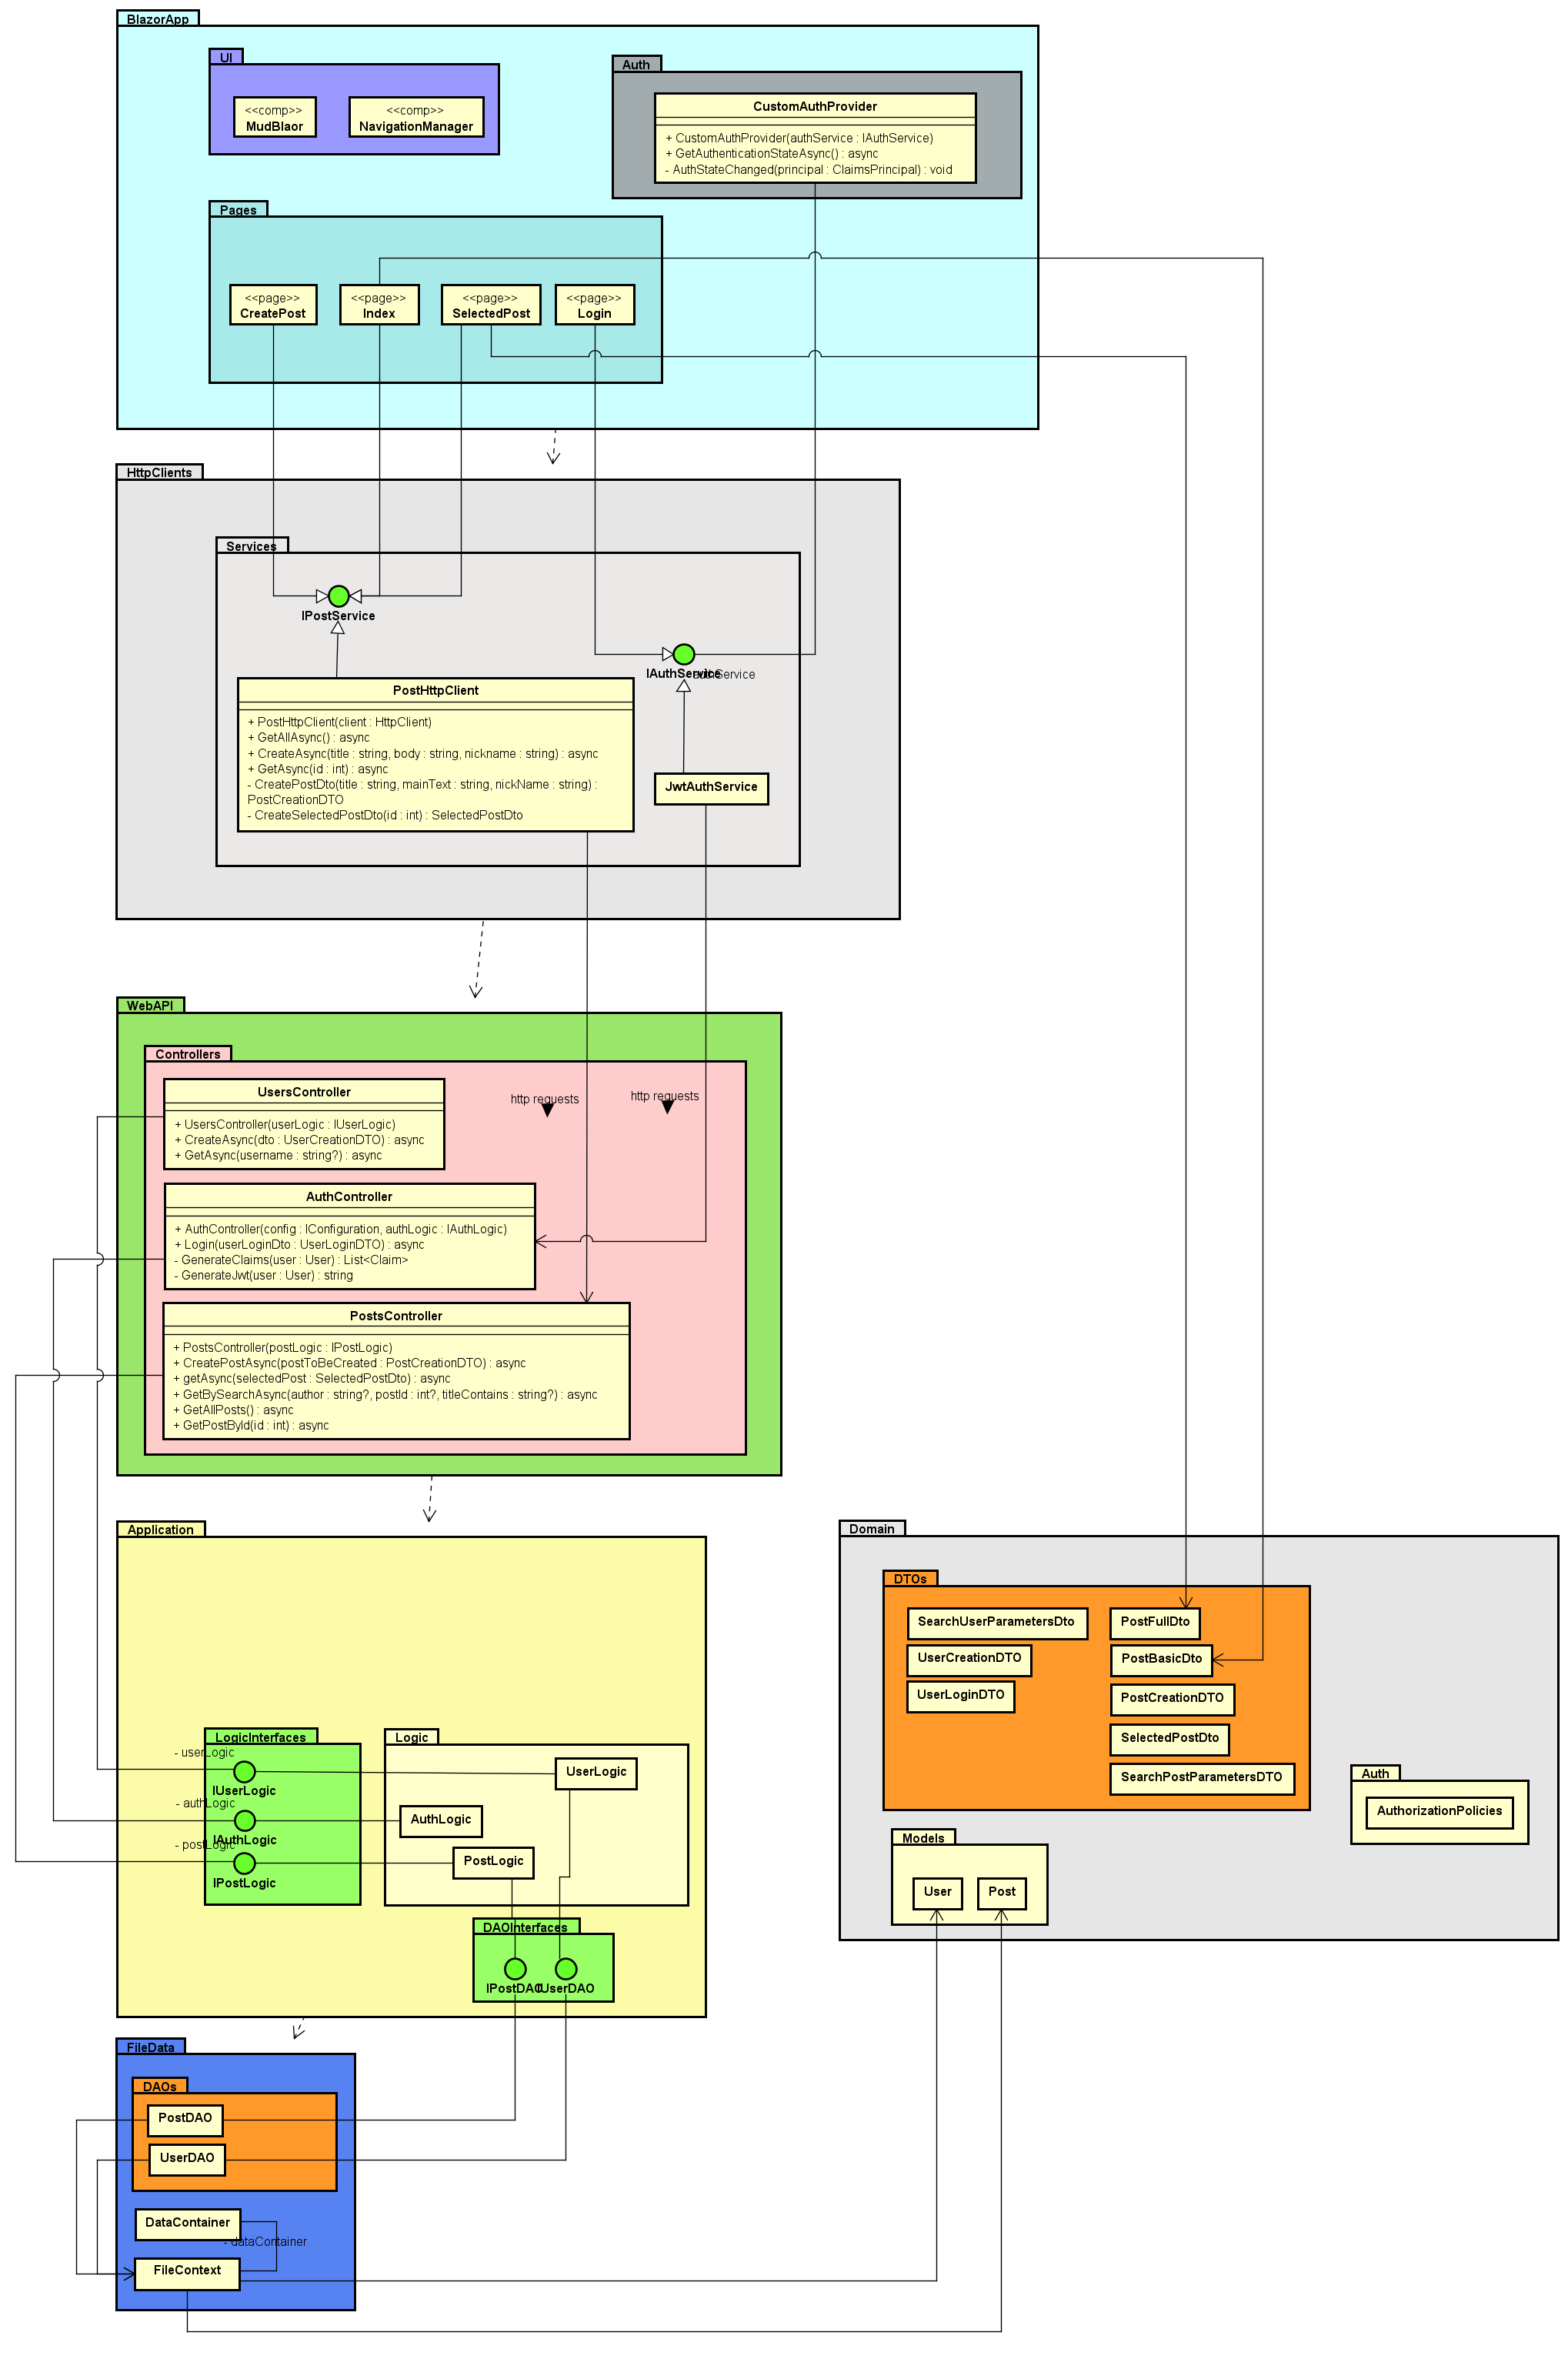 BlazorApp
UI
<<comp>>
MudBlaor
<<comp>>
NavigationManager
Auth
CustomAuthProvider
+ CustomAuthProvider(authService : IAuthService)
+ GetAuthenticationStateAsync() : async
- AuthStateChanged(principal : ClaimsPrincipal) : void
Pages
<<page>>
CreatePost
<<page>>
Index
<<page>>
SelectedPost
<<page>>
Login
HttpClients
Services
IPostService
IAuthService
authService
PostHttpClient
+ PostHttpClient(client : HttpClient)
+ GetAllAsync() : async
+ CreateAsync(title : string, body : string, nickname : string) : async
+ GetAsync(id : int) : async
- CreatePostDto(title : string, mainText : string, nickName : string) :
PostCreationDTO
- CreateSelectedPostDto(id : int) : SelectedPostDto
JwtAuthService
WebAPI
Controllers
UsersController
+ UsersController(userLogic : IUserLogic)
+ CreateAsync(dto : UserCreationDTO) : async
+ GetAsync(username : string?) : async
http requests
http requests
AuthController
+ AuthController(config : IConfiguration, authLogic : IAuthLogic)
+ Login(userLoginDto : UserLoginDTO) : async
- GenerateClaims(user : User) : List<Claim>
- GenerateJwt(user : User) : string
PostsController
+ PostsController(postLogic : IPostLogic)
+ CreatePostAsync(postToBeCreated : PostCreationDTO) : async
+ getAsync(selectedPost : SelectedPostDto) : async
+ GetBySearchAsync(author : string?, postId : int?, titleContains : string?) : async
+ GetAllPosts() : async
+ GetPostById(id : int) : async
Application
LogicInterfaces
- userLogic
IUserLogic
- authLogic
IAuthLogic
- postLogic
IPostLogic
Logic
UserLogic
AuthLogic
PostLogic
DAOInterfaces
IPostDAO
IUserDAO
Domain
DTOs
SearchUserParametersDto
UserCreationDTO
UserLoginDTO
PostFullDto
PostBasicDto
PostCreationDTO
SelectedPostDto
SearchPostParametersDTO
Auth
AuthorizationPolicies
Models
User
Post
FileData
DAOs
PostDAO
UserDAO
DataContainer
- dataContainer
FileContext